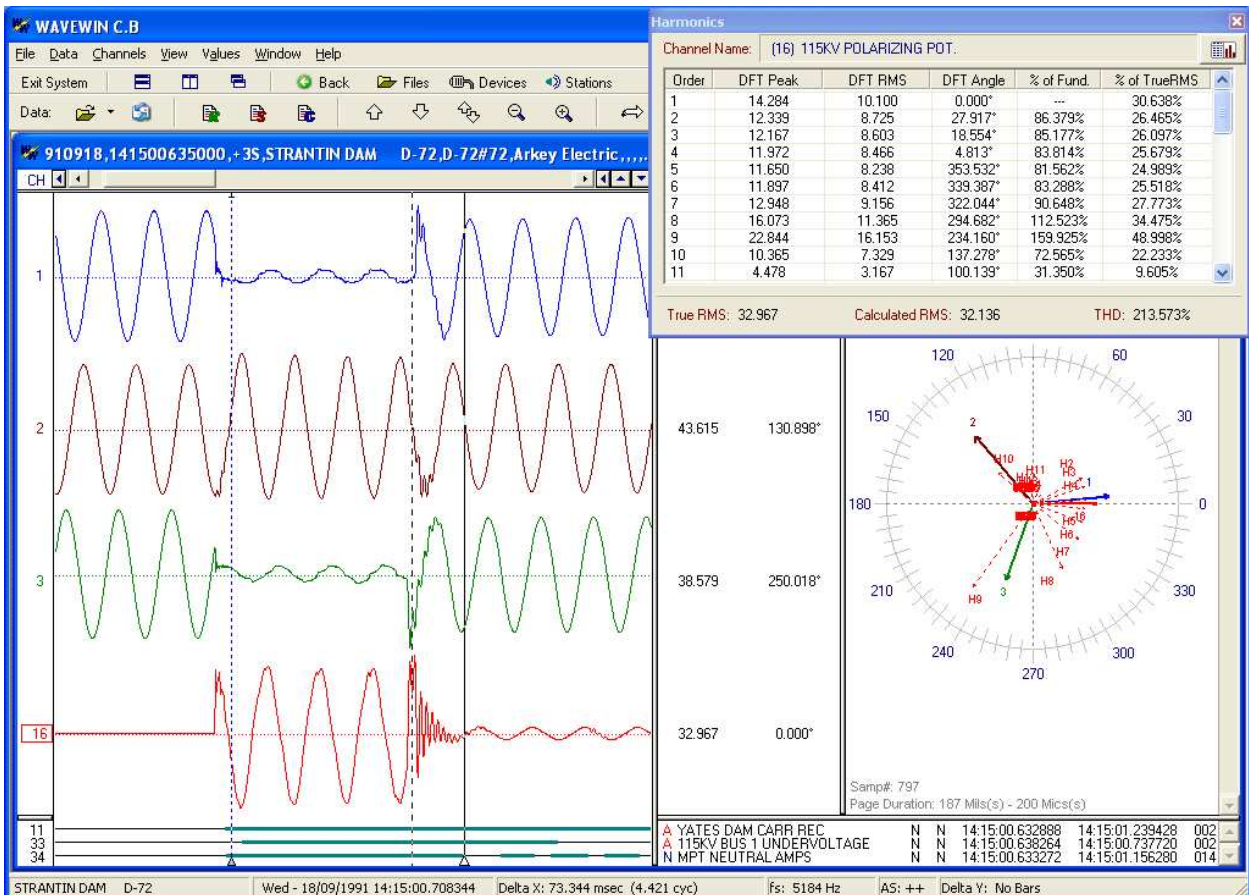 WAVEWIN C.B
File Data Channels View Values Window Help
Exit System Back Files Devices Stations
Data:
910918,141500635000,+3S,STRANTIN DAM D-72,D-72#72,Arkey Electric,,,,..
CH
1
2
3
16
11
33
34
Harmonics
Channel Name: (16) 115KV POLARIZING POT.
Order DFT Peak DFT RMS DFT Angle % of Fund. % of TrueRMS
1 14.284 10.100 0.000° --- 30.638%
2 12.339 8.725 27.917° 86.379% 26.465%
3 12.167 8.603 18.554° 85.177% 26.097%
4 11.972 8.466 4.813° 83.814% 25.679%
5 11.650 8.238 353.532° 81.562% 24.989%
6 11.897 8.412 339.387° 83.288% 25.518%
7 12.948 9.156 322.044° 90.648% 27.773%
8 16.073 11.365 294.682° 112.523% 34.475%
9 22.844 16.153 234.160° 159.925% 48.998%
10 10.365 7.329 137.278° 72.565% 22.233%
11 4.478 3.167 100.139° 31.350% 9.605%
True RMS: 32.967 Calculated RMS: 32.136 THD: 213.573%
43.615 130.898°
38.579 250.018°
32.967 0.000°
120 60
150 30
180 0
210 330
240 300
270
2
H10
H11
H2
H3
H4
1
16
H5
H6
H7
H8
H9
3
Samp#: 797
Page Duration: 187 Mils(s) - 200 Mics(s)
A YATES DAM CARR REC N N 14:15:00.632888 14:15:01.239428 002
A 115KV BUS 1 UNDERVOLTAGE N N 14:15:00.638264 14:15:00.737720 002
N MPT NEUTRAL AMPS N N 14:15:00.633272 14:15:01.156280 014
STRANTIN DAM D-72 Wed - 18/09/1991 14:15:00.708344 Delta X: 73.344 msec (4.421 cyc) fs: 5184 Hz AS: ++ Delta Y: No Bars